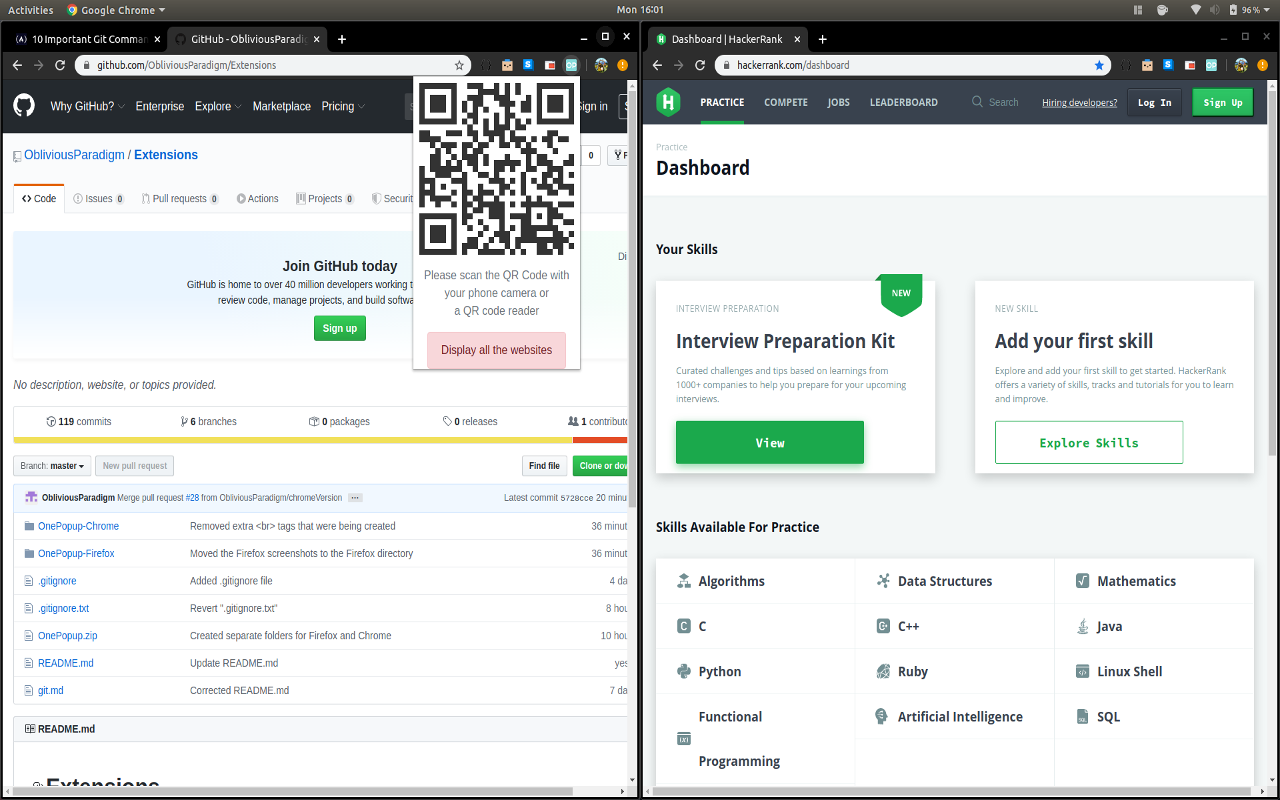 Activities Google Chrome Mon 16:01 96%
10 Important Git Comman GitHub - ObliviousParadig
github.com/ObliviousParadigm/Extensions
Why GitHub? Enterprise Explore Marketplace Pricing Sign in
ObliviousParadigm / Extensions 0
Code Issues 0 Pull requests 0 Actions Projects 0 Securit
Join GitHub today
GitHub is home to over 40 million developers working
review code, manage projects, and build
Sign up
Please scan the QR Code with
your phone camera or
a QR code reader
Display all the websites
No description, website, or topics provided.
119 commits 6 branches 0 packages 0 releases 1 contributo
Branch: master New pull request Find file Clone or dow
ObliviousParadigm Merge pull request #28 from ObliviousParadigm/chromeVersion ... Latest commit 5728cce 20 minu
OnePopup-Chrome Removed extra <br> tags that were being created 36 minut
OnePopup-Firefox Moved the Firefox screenshots to the Firefox directory 36 minut
.gitignore Added .gitignore file 4 da
.gitignore.txt Revert ".gitignore.txt" 8 hou
OnePopup.zip Created separate folders for Firefox and Chrome 10 hou
README.md Update README.md yes
git.md Corrected README.md 7 da
README.md
Extensions
Dashboard | HackerRank
hackerrank.com/dashboard
H PRACTICE COMPETE JOBS LEADERBOARD Search Hiring developers? Log In Sign Up
Practice
Dashboard
Your Skills
NEW
INTERVIEW PREPARATION
Interview Preparation Kit
Curated challenges and tips based on learnings from
1000+ companies to help you prepare for your upcoming
interviews.
View
NEW SKILL
Add your first skill
Explore and add your first skill to get started. HackerRank
offers a variety of skills, tracks and tutorials for you to learn
and improve.
Explore Skills
Skills Available For Practice
Algorithms Data Structures Mathematics
C C++ Java
Python Ruby Linux Shell
Functional Artificial Intelligence SQL
Programming